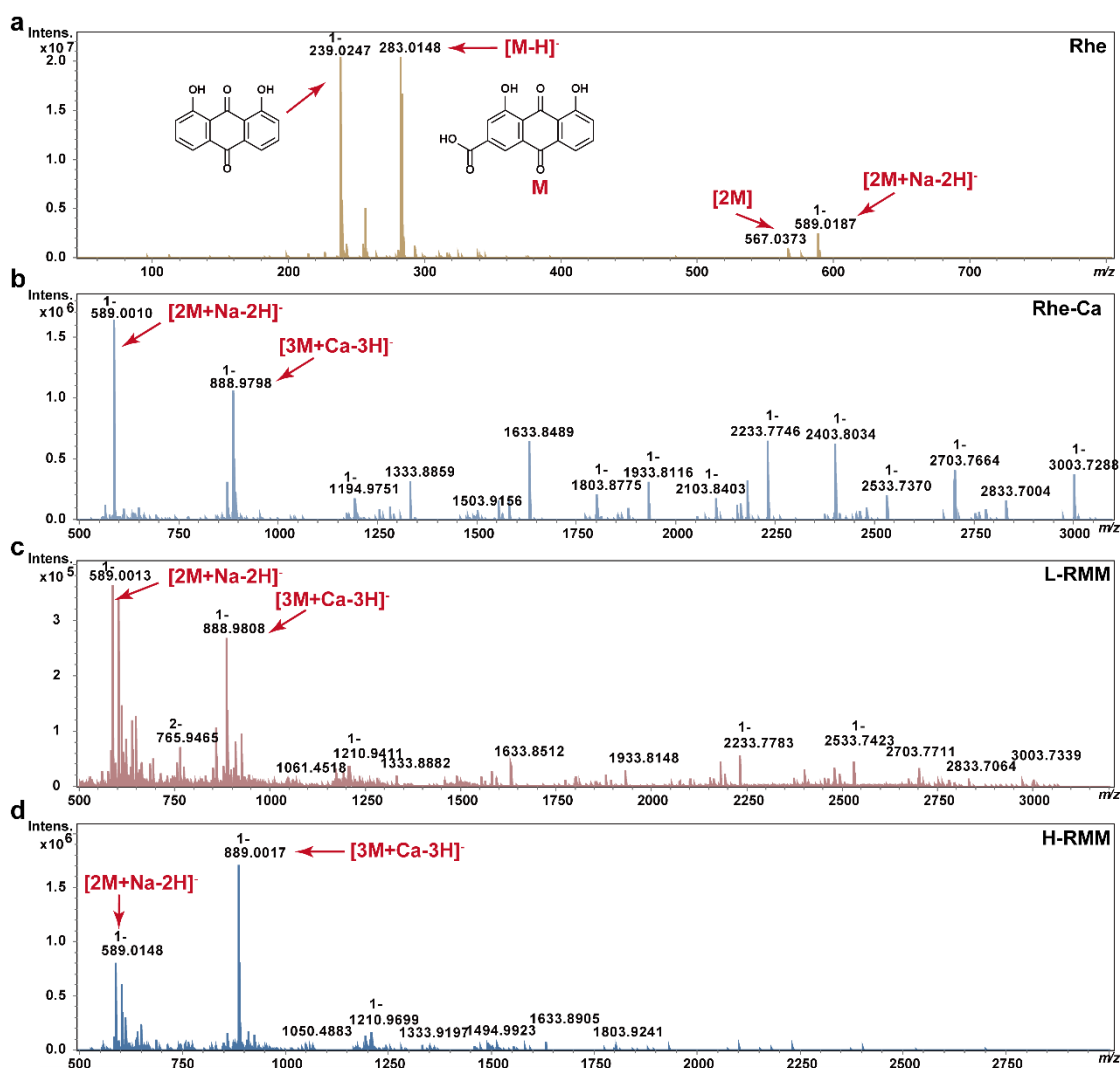 a
Intens.
x10⁷
Rhe
1-
239.0247
283.0148
[M-H]⁻
2.0
1.5
1.0
0.5
0.0
OH
O
OH
O
OH
O
OH
HO
O
O
M
[2M]
567.0373
[2M+Na-2H]⁻
1-
589.0187
100
200
300
400
500
600
700
m/z
b
Intens.
x10⁶
Rhe-Ca
1-
589.0010
[2M+Na-2H]⁻
[3M+Ca-3H]⁻
1-
888.9798
1.5
1.0
0.5
0.0
1-
1194.9751
1333.8859
1503.9156
1633.8489
1-
1803.8775
1-
1933.8116
1-
2103.8403
1-
2233.7746
1-
2403.8034
1-
2533.7370
1-
2703.7664
2833.7004
1-
3003.7288
500
750
1000
1250
1500
1750
2000
2250
2500
2750
3000
m/z
c
Intens.
x10⁵
L-RMM
1-
589.0013
[2M+Na-2H]⁻
[3M+Ca-3H]⁻
1-
888.9808
3
2
1
0
2-
765.9465
1061.4518
1-
1210.9411
1333.8882
1633.8512
1933.8148
1-
2233.7783
1-
2533.7423
2703.7711
2833.7064
3003.7339
500
750
1000
1250
1500
1750
2000
2250
2500
2750
3000
m/z
d
Intens.
x10⁶
H-RMM
1-
889.0017
[3M+Ca-3H]⁻
[2M+Na-2H]⁻
1-
589.0148
1.5
1.0
0.5
0.0
1050.4883
1-
1210.9699
1333.9197
1494.9923
1633.8905
1803.9241
500
750
1000
1250
1500
1750
2000
2250
2500
2750
m/z